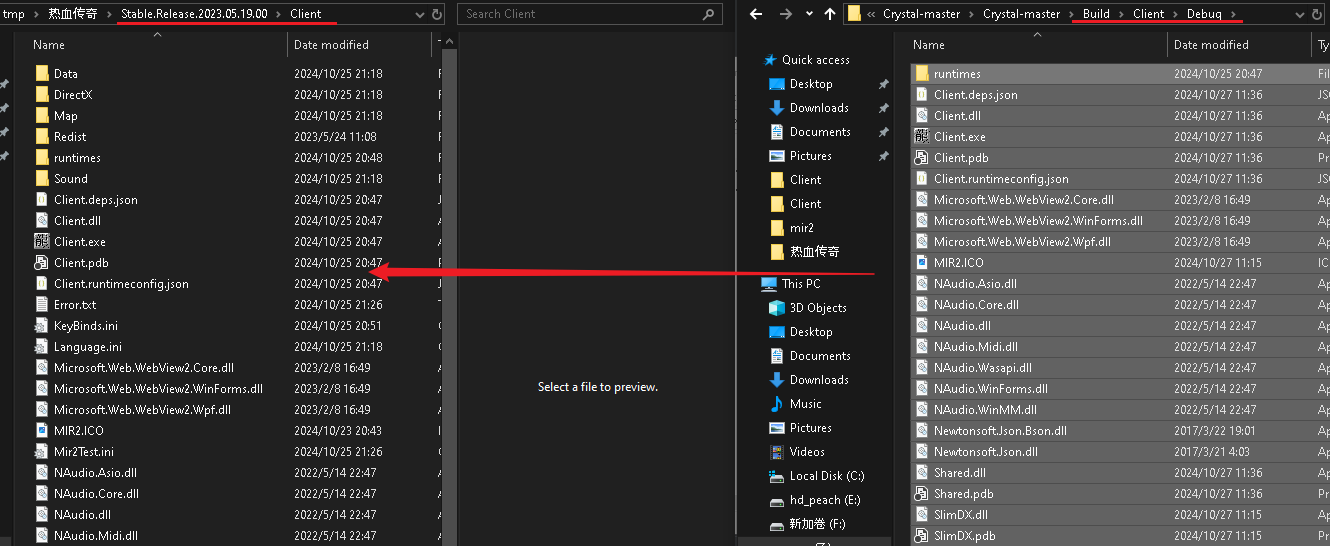 tmp > 热血传奇 > Stable.Release.2023.05.19.00 > Client
Search Client
Name Date modified
Data 2024/10/25 21:18
DirectX 2024/10/25 21:18
Map 2024/10/25 21:18
Redist 2023/5/24 11:08
runtimes 2024/10/25 20:48
Sound 2024/10/25 21:18
Client.deps.json 2024/10/25 20:47
Client.dll 2024/10/25 20:47
Client.exe 2024/10/25 20:47
Client.pdb 2024/10/25 20:47
Client.runtimeconfig.json 2024/10/25 20:47
Error.txt 2024/10/25 21:26
KeyBinds.ini 2024/10/25 20:51
Language.ini 2024/10/25 21:18
Microsoft.Web.WebView2.Core.dll 2023/2/8 16:49
Microsoft.Web.WebView2.WinForms.dll 2023/2/8 16:49
Microsoft.Web.WebView2.Wpf.dll 2023/2/8 16:49
MIR2.ICO 2024/10/23 20:43
Mir2Test.ini 2024/10/25 21:26
NAudio.Asio.dll 2022/5/14 22:47
NAudio.Core.dll 2022/5/14 22:47
NAudio.dll 2022/5/14 22:47
NAudio.Midi.dll 2022/5/14 22:47
Select a file to preview.
« Crystal-master > Crystal-master > Build > Client > Debug >
Quick access
Desktop
Downloads
Documents
Pictures
Client
Client
mir2
热血传奇
This PC
3D Objects
Desktop
Documents
Downloads
Music
Pictures
Videos
Local Disk (C:)
hd_peach (E:)
新加卷 (F:)
Name Date modified Ty
runtimes 2024/10/25 20:47 Fil
Client.deps.json 2024/10/27 11:36 JS
Client.dll 2024/10/27 11:36 Ap
Client.exe 2024/10/27 11:36 Ap
Client.pdb 2024/10/27 11:36 Pr
Client.runtimeconfig.json 2024/10/27 11:36 JS
Microsoft.Web.WebView2.Core.dll 2023/2/8 16:49 Ap
Microsoft.Web.WebView2.WinForms.dll 2023/2/8 16:49 Ap
Microsoft.Web.WebView2.Wpf.dll 2023/2/8 16:49 Ap
MIR2.ICO 2024/10/27 11:15 IC
NAudio.Asio.dll 2022/5/14 22:47 Ap
NAudio.Core.dll 2022/5/14 22:47 Ap
NAudio.dll 2022/5/14 22:47 Ap
NAudio.Midi.dll 2022/5/14 22:47 Ap
NAudio.Wasapi.dll 2022/5/14 22:47 Ap
NAudio.WinForms.dll 2022/5/14 22:47 Ap
NAudio.WinMM.dll 2022/5/14 22:47 Ap
Newtonsoft.Json.Bson.dll 2017/3/22 19:01 Ap
Newtonsoft.Json.dll 2017/3/21 4:03 Ap
Shared.dll 2024/10/27 11:36 Ap
Shared.pdb 2024/10/27 11:36 Pr
SlimDX.dll 2024/10/27 11:15 Ap
SlimDX.pdb 2024/10/27 11:15 Pr